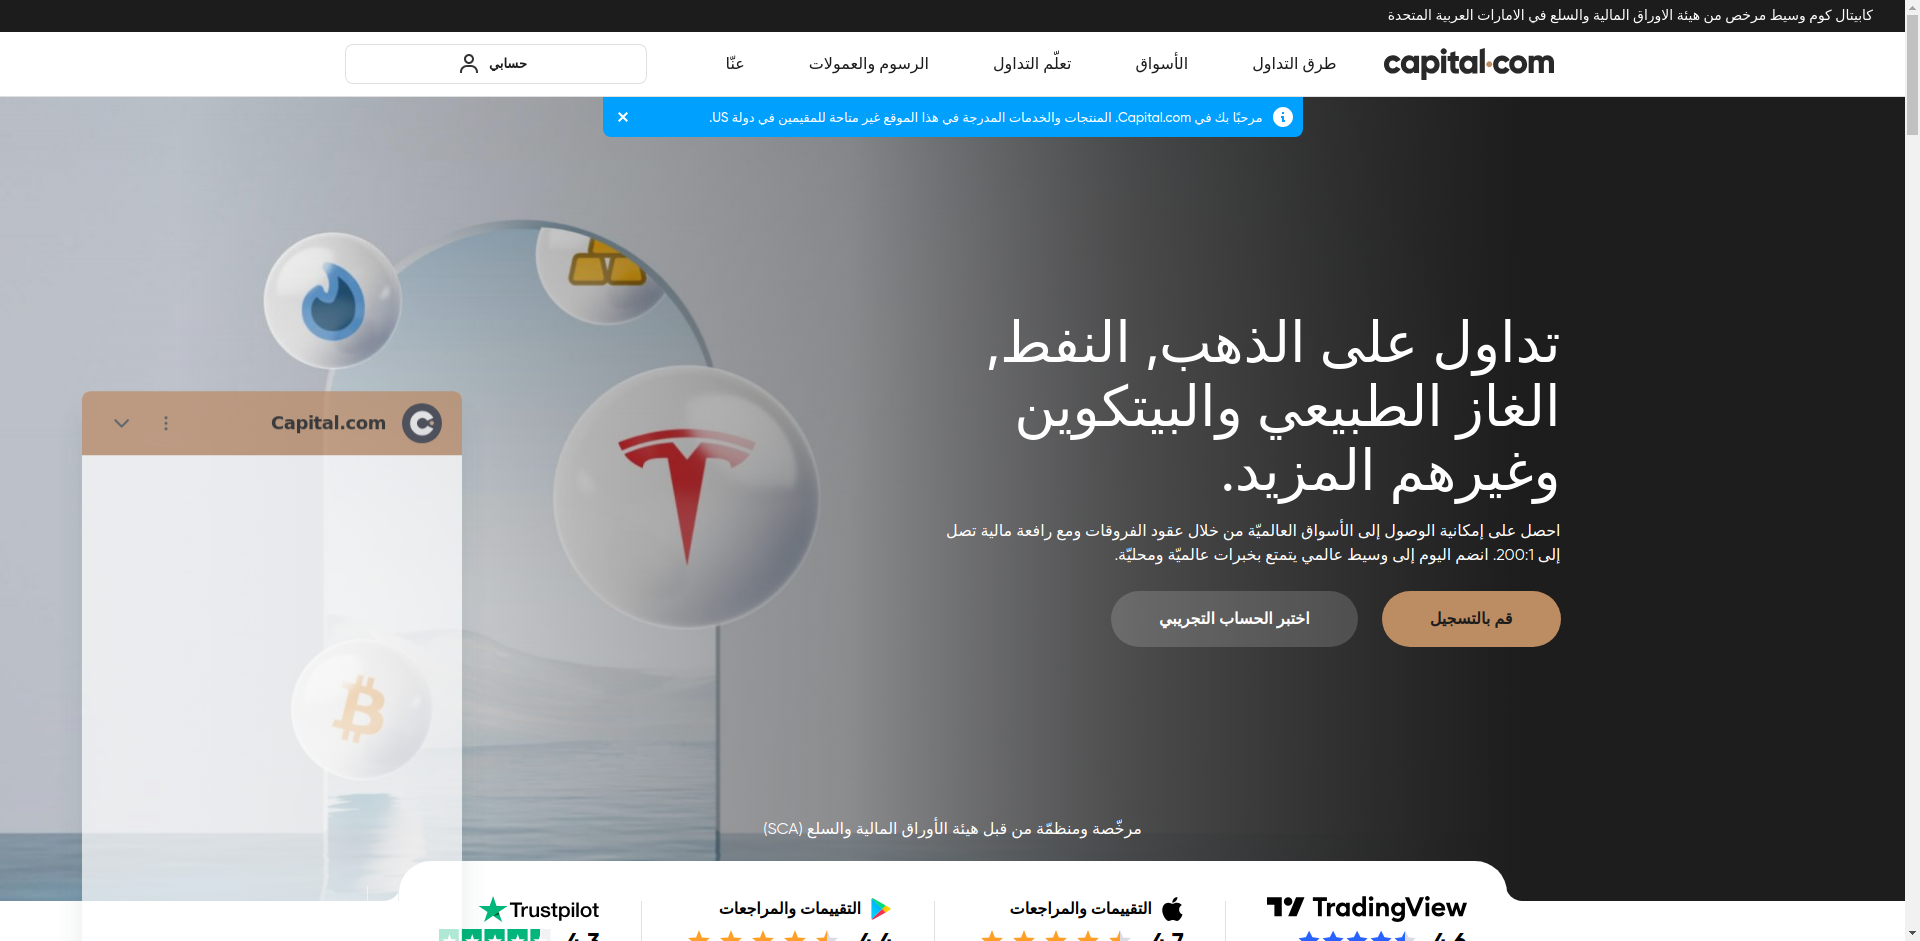 كابيتال كوم وسيط مرخص من هيئة الاوراق المالية والسلع في الامارات العربية المتحدة
capital.com
طرق التداول
الأسواق
تعلّم التداول
الرسوم والعمولات
عنّا
حسابي
مرحبًا بك في Capital.com. المنتجات والخدمات المدرجة في هذا الموقع غير متاحة للمقيمين في دولة US.
تداول على الذهب, النفط,
الغاز الطبيعي والبيتكوين
وغيرهم المزيد.
احصل على إمكانية الوصول إلى الأسواق العالميّة من خلال عقود الفروقات ومع رافعة مالية تصل
إلى 200:1. انضم اليوم إلى وسيط عالمي يتمتع بخبرات عالميّة ومحليّة.
قم بالتسجيل
اختبر الحساب التجريبي
Capital.com
مرخّصة ومنظمّة من قبل هيئة الأوراق المالية والسلع (SCA)
TradingView
4.6
التقييمات والمراجعات
4.7
التقييمات والمراجعات
4.4
Trustpilot
4.3